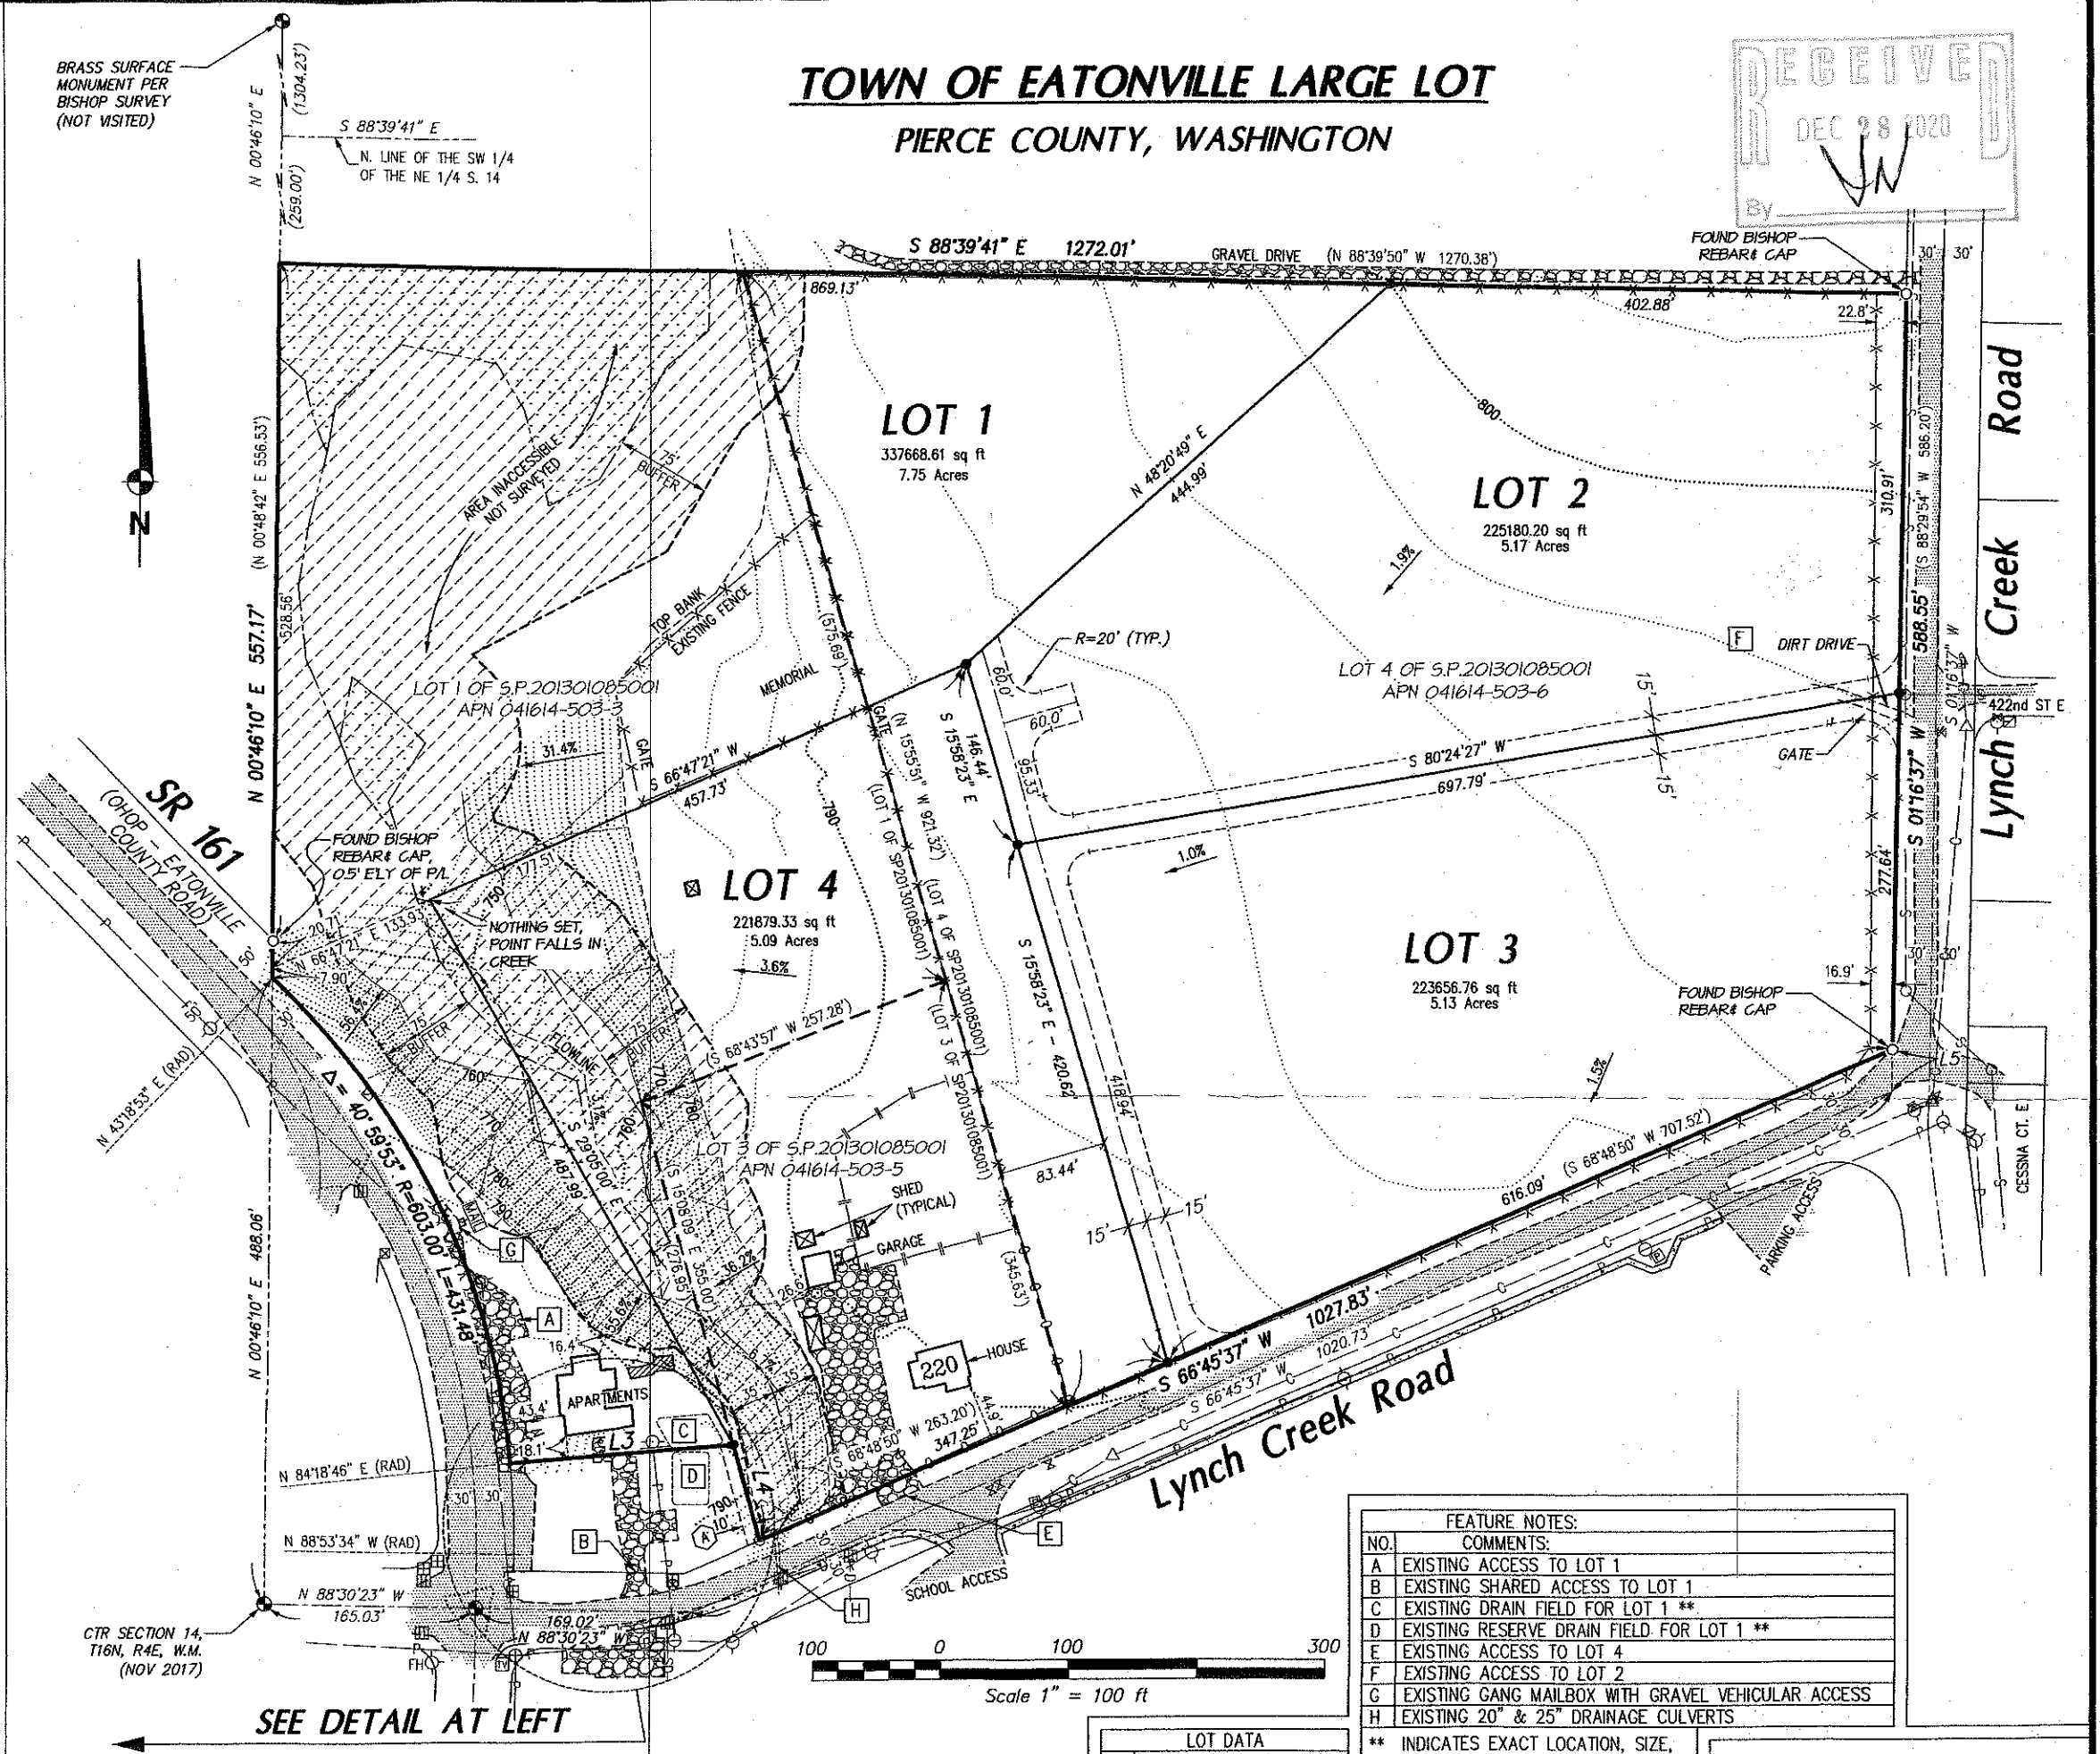 TOWN OF EATONVILLE LARGE LOT
PIERCE COUNTY, WASHINGTON
RECEIVED
DEC 28 2020
By
BRASS SURFACE
MONUMENT PER
BISHOP SURVEY
(NOT VISITED)
N 00°46'10" E
(1304.23')
(259.00')
S 88°39'41" E
N. LINE OF THE SW 1/4
OF THE NE 1/4 S. 14
S 88°39'41" E 1272.01'
GRAVEL DRIVE (N 88°39'50" W 1270.38')
FOUND BISHOP
REBAR & CAP
30' 30'
869.13'
402.88'
22.8'
N
LOT 1
337668.61 sq ft
7.75 Acres
N 48°20'49" E
444.99'
800
LOT 2
225180.20 sq ft
5.17 Acres
1.9%
310.91'
(S 88°29'54" W 586.20')
S 01°16'37" W 588.55'
Lynch Creek Road
AREA INACCESSIBLE
NOT SURVEYED
75'
BUFFER
(N 00°48'42" E 556.53')
N 00°46'10" E 557.17'
528.56'
TOP BANK
EXISTING FENCE
MEMORIAL
(575.69')
R=20' (TYP.)
LOT 1 OF S.P.201301085001
APN 041614-503-3
LOT 4 OF S.P.201301085001
APN 041614-503-6
F
DIRT DRIVE
15'
15'
S 01°16'37" W
422nd ST E
GATE
31.4%
GATE
GATE
S 66°47'21" W
457.73'
(N 15°55'51" W 921.32')
146.44'
S 15°58'23" E
60.0'
60.0'
95.33'
S 80°24'27" W
697.79'
790
(LOT 1 OF SP201301085001)
(LOT 4 OF SP201301085001)
SR 161
(OHOP - EATONVILLE
COUNTY ROAD)
FOUND BISHOP
REBAR & CAP,
0.5' ELY OF P/L
177.51'
750
20.71'
N 66°47'21" E 133.93'
7.90'
NOTHING SET,
POINT FALLS IN
CREEK
LOT 4
221879.33 sq ft
5.09 Acres
3.6%
1.0%
LOT 3
223656.76 sq ft
5.13 Acres
277.64'
16.9'
30' 30'
FOUND BISHOP
REBAR & CAP
L5
50'
30'
56.42'
75'
BUFFER
FLOWLINE
75'
BUFFER
(S 68°43'57" W 257.28')
(LOT 3 OF SP201301085001)
S 15°58'23" E - 420.62'
418.94'
1.5%
N 43°18'53" E (RAD)
Δ= 40°59'53" R=603.00' L=431.48'
760
770
780
790
760
770
780
S 29°05'00" E
487.99'
LOT 3 OF S.P.201301085001
APN 041614-503-5
(S 15°08'09" E 365.00')
(276.95')
16.2%
83.44'
SHED
(TYPICAL)
GARAGE
15' 15'
(345.63')
616.09' (S 68°48'50" W 707.52')
30'
30'
CESSNA CT. E
PARKING ACCESS
N 00°46'10" E 488.06'
MAIL
G
A
26.6'
16.4'
APARTMENTS
43.4'
18.1'
L3
C
D
35' 35'
HOUSE
220
44.9'
S 66°45'37" W 1027.83'
S 66°45'37" W 1020.73'
(S 68°48'50" W 263.20')
347.25'
Lynch Creek Road
N 84°18'46" E (RAD)
30' 30'
L4
790
10'
A
B
N 88°53'34" W (RAD)
N 88°30'23" W
165.03'
169.02'
N 88°30'23" W
30' 30'
E
H
SCHOOL ACCESS
CTR SECTION 14,
T16N, R4E, W.M.
(NOV 2017)
FH
TV
100 0 100 300
Scale 1" = 100 ft
SEE DETAIL AT LEFT
FEATURE NOTES:
NO. COMMENTS:
A EXISTING ACCESS TO LOT 1
B EXISTING SHARED ACCESS TO LOT 1
C EXISTING DRAIN FIELD FOR LOT 1 **
D EXISTING RESERVE DRAIN FIELD FOR LOT 1 **
E EXISTING ACCESS TO LOT 4
F EXISTING ACCESS TO LOT 2
G EXISTING GANG MAILBOX WITH GRAVEL VEHICULAR ACCESS
H EXISTING 20" & 25" DRAINAGE CULVERTS
** INDICATES EXACT LOCATION, SIZE,
LOT DATA